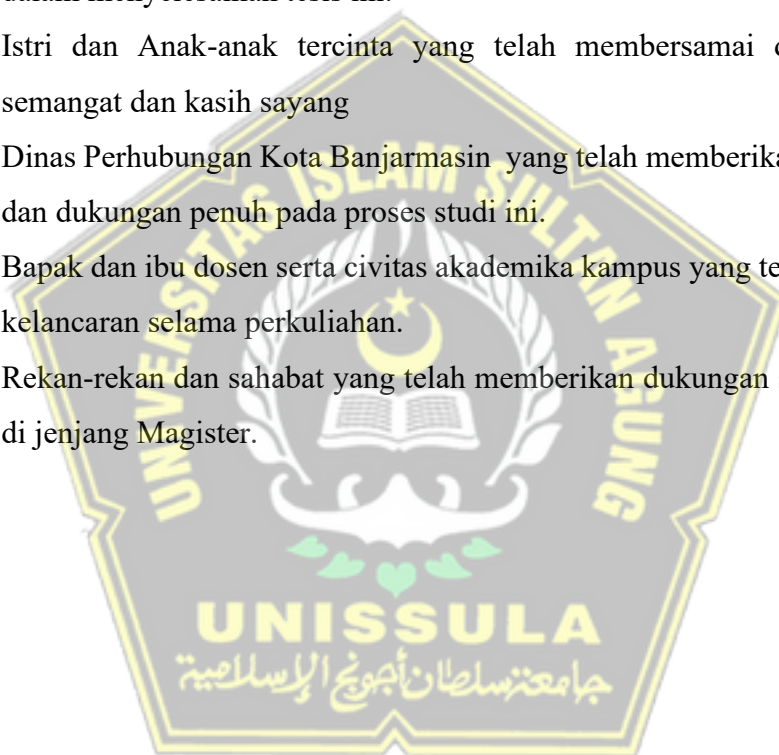 dalam menyelesaikan tesis ini.
Istri dan Anak-anak tercinta yang telah membersamai
semangat dan kasih sayang
Dinas Perhubungan Kota Banjarmasin yang telah memberika
dan dukungan penuh pada proses studi ini.
Bapak dan ibu dosen serta civitas akademika kampus yang te
kelancaran selama perkuliahan.
Rekan-rekan dan sahabat yang telah memberikan dukungan
di jenjang Magister.
UNIVERSITAS ISLAM SULTAN AGUNG
UNISSULA
جامعة سلطان أجونج الإسلامية